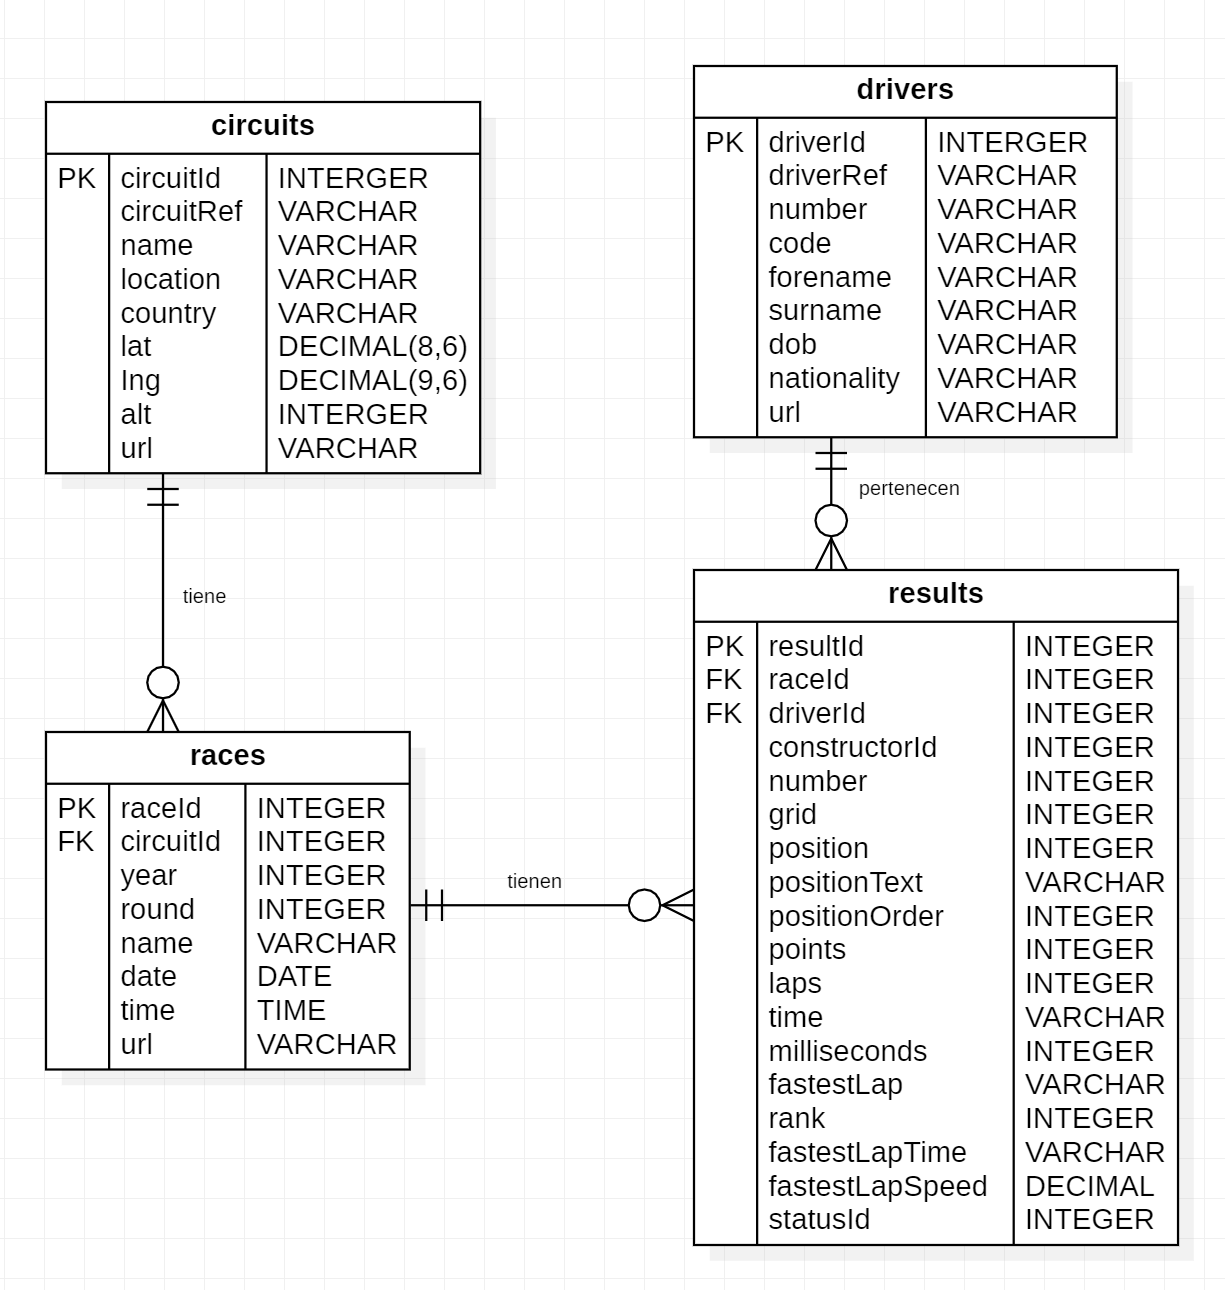 circuits
PK circuitId INTERGER
circuitRef VARCHAR
name VARCHAR
location VARCHAR
country VARCHAR
lat DECIMAL(8,6)
lng DECIMAL(9,6)
alt INTERGER
url VARCHAR
drivers
PK driverId INTERGER
driverRef VARCHAR
number VARCHAR
code VARCHAR
forename VARCHAR
surname VARCHAR
dob VARCHAR
nationality VARCHAR
url VARCHAR
pertenecen
tiene
races
PK raceId INTEGER
FK circuitId INTEGER
year INTEGER
round INTEGER
name VARCHAR
date DATE
time TIME
url VARCHAR
tienen
results
PK resultId INTEGER
FK raceId INTEGER
FK driverId INTEGER
constructorId INTEGER
number INTEGER
grid INTEGER
position INTEGER
positionText VARCHAR
positionOrder INTEGER
points INTEGER
laps INTEGER
time VARCHAR
milliseconds INTEGER
fastestLap VARCHAR
rank INTEGER
fastestLapTime VARCHAR
fastestLapSpeed DECIMAL
statusId INTEGER